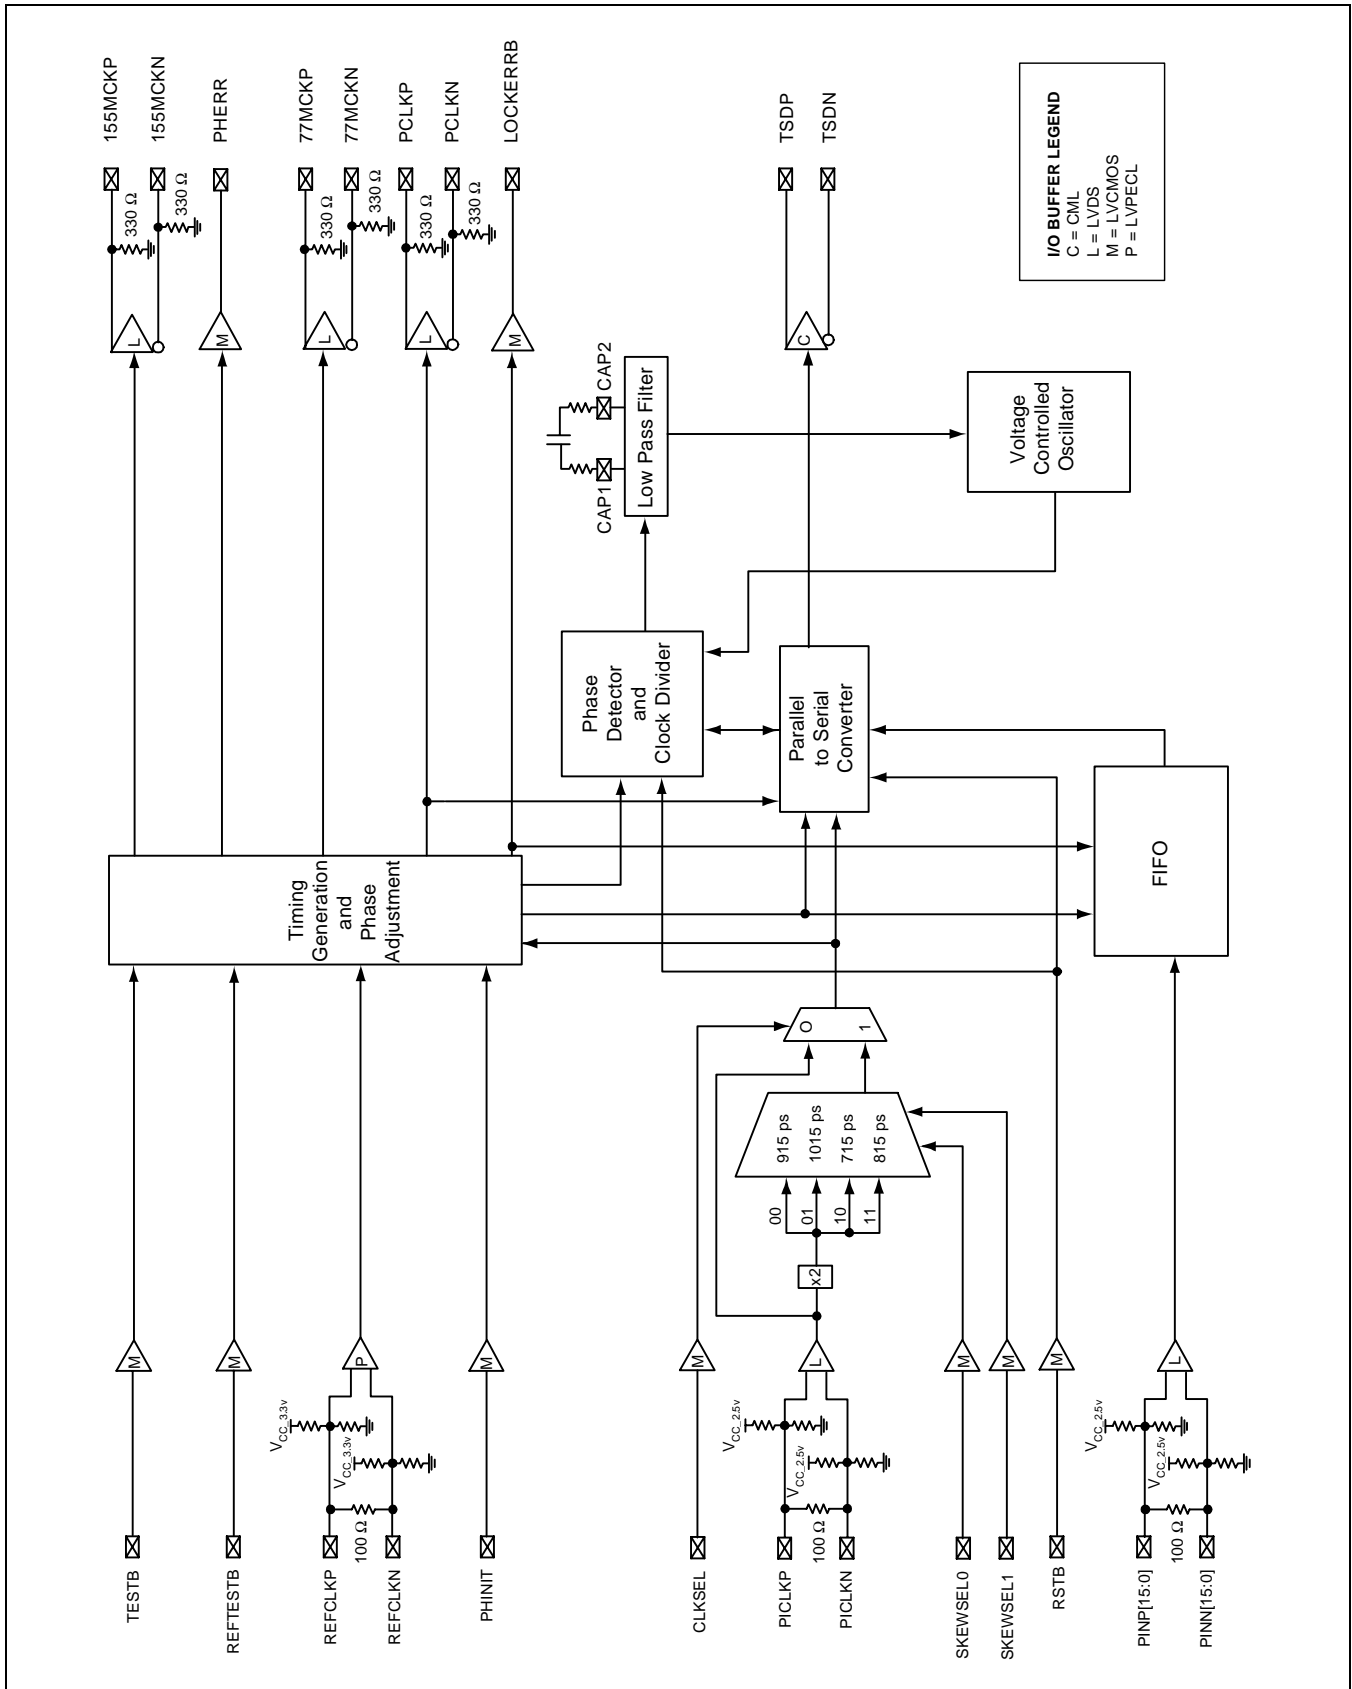 155MCKP
155MCKN
PHERR
77MCKP
77MCKN
PCLKP
PCLKN
LOCKERRB
TSDP
TSDN
330 Ω
330 Ω
330 Ω
330 Ω
330 Ω
330 Ω
L
M
L
L
M
C
I/O BUFFER LEGEND
C = CML
L = LVDS
M = LVCMOS
P = LVPECL
CAP1
CAP2
Low Pass Filter
Voltage
Controlled
Oscillator
Phase
Detector
and
Clock Divider
Parallel
to Serial
Converter
Timing
Generation
and
Phase
Adjustment
FIFO
O
1
915 ps
1015 ps
715 ps
815 ps
00
01
10
11
x2
M
M
P
M
M
L
M
M
M
L
VCC_3.3v
VCC_3.3v
VCC_2.5v
VCC_2.5v
VCC_2.5v
VCC_2.5v
100 Ω
100 Ω
100 Ω
TESTB
REFTESTB
REFCLKP
REFCLKN
PHINIT
CLKSEL
PICLKP
PICLKN
SKEWSEL0
SKEWSEL1
RSTB
PINP[15:0]
PINN[15:0]